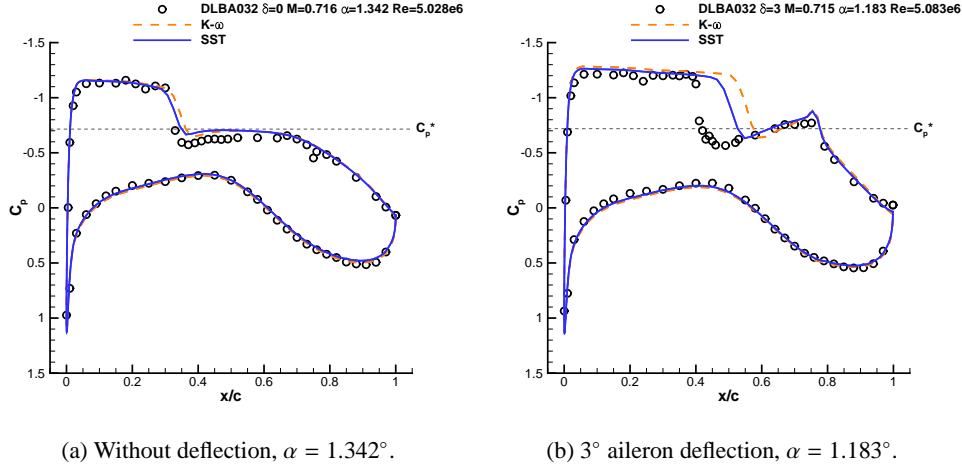 DLBA032 δ=0 M=0.716 α=1.342 Re=5.028e6
K-ω
SST
-1.5
-1
-0.5
0
0.5
1
1.5
C_p
C_p*
0 0.2 0.4 0.6 0.8 1
x/c
(a) Without deflection, α = 1.342°.
DLBA032 δ=3 M=0.715 α=1.183 Re=5.083e6
K-ω
SST
-1.5
-1
-0.5
0
0.5
1
1.5
C_p
C_p*
0 0.2 0.4 0.6 0.8 1
x/c
(b) 3° aileron deflection, α = 1.183°.